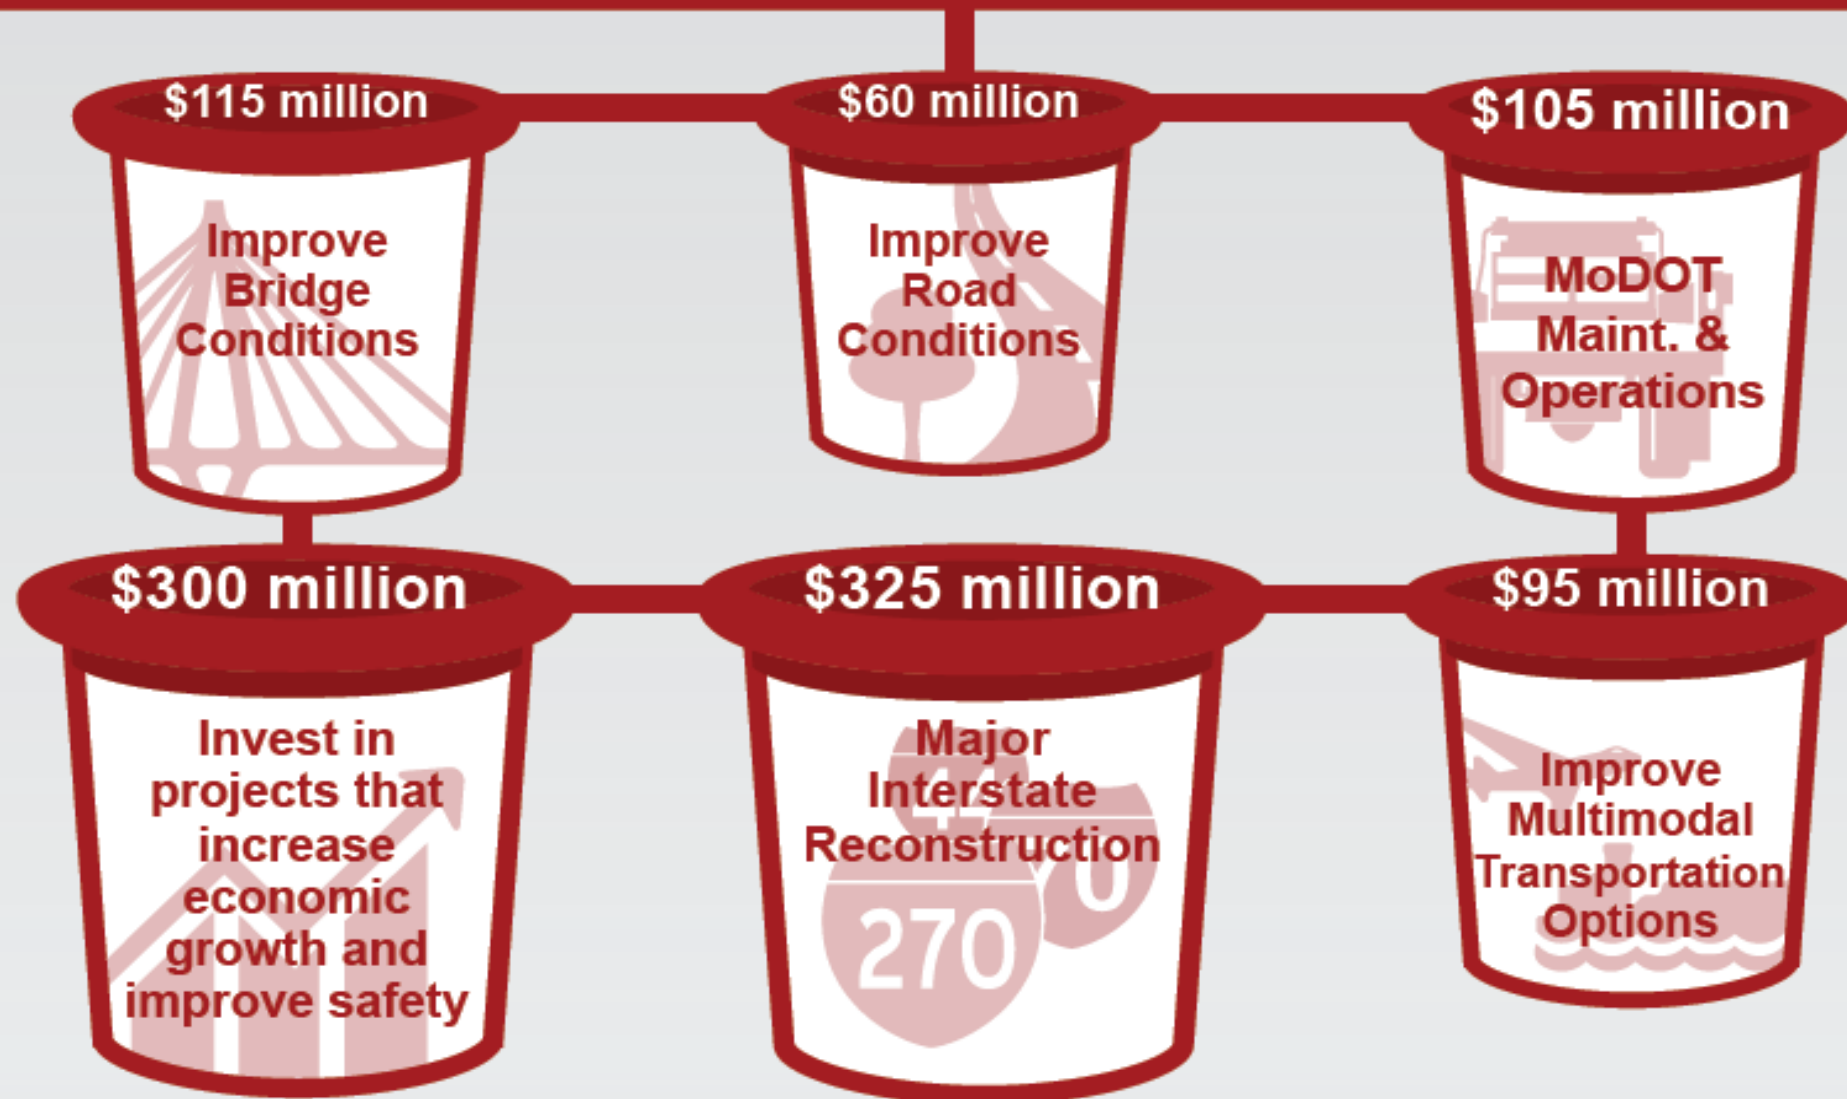 $115 million
Improve
Bridge
Conditions
$60 million
Improve
Road
Conditions
$105 million
MoDOT
Maint. &
Operations
$300 million
Invest in
projects that
increase
economic
growth and
improve safety
$325 million
Major
Interstate
Reconstruction
44
270
$95 million
Improve
Multimodal
Transportation
Options